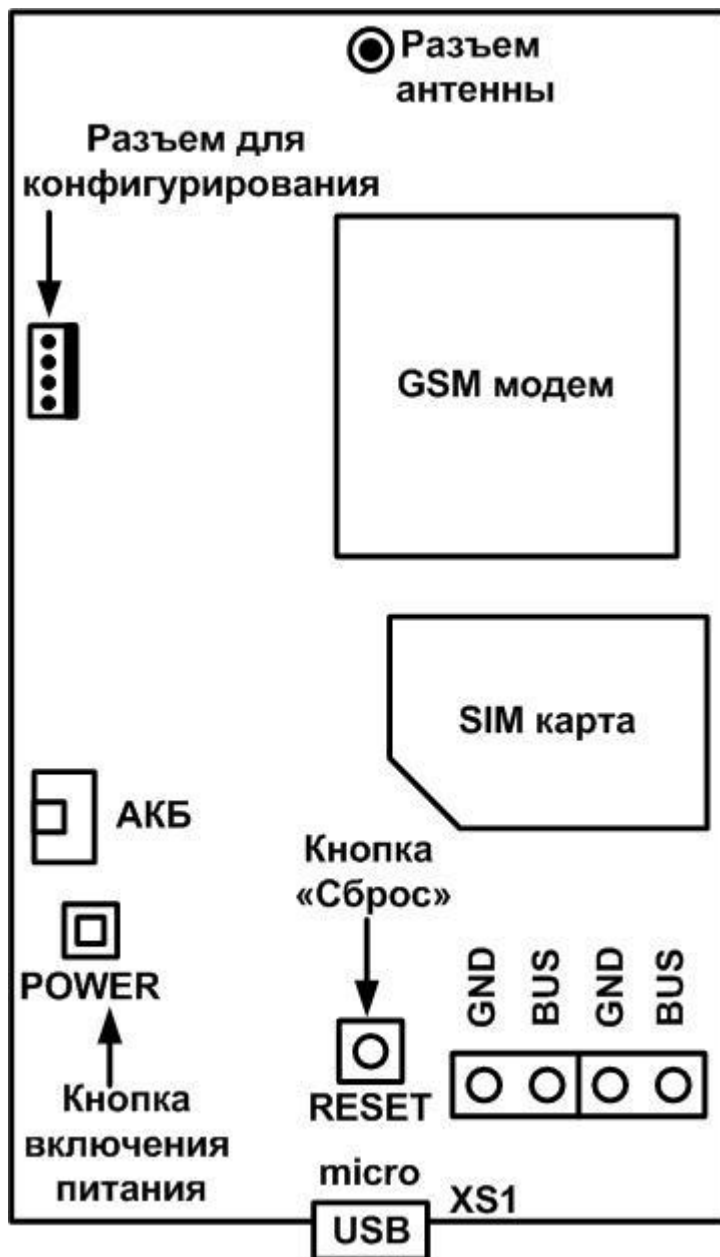 Разъем
антенны
Разъем для
конфигурирования
GSM модем
SIM карта
АКБ
Кнопка
«Сброс»
GND
BUS
GND
BUS
POWER
RESET
Кнопка
включения
питания
micro
USB
XS1